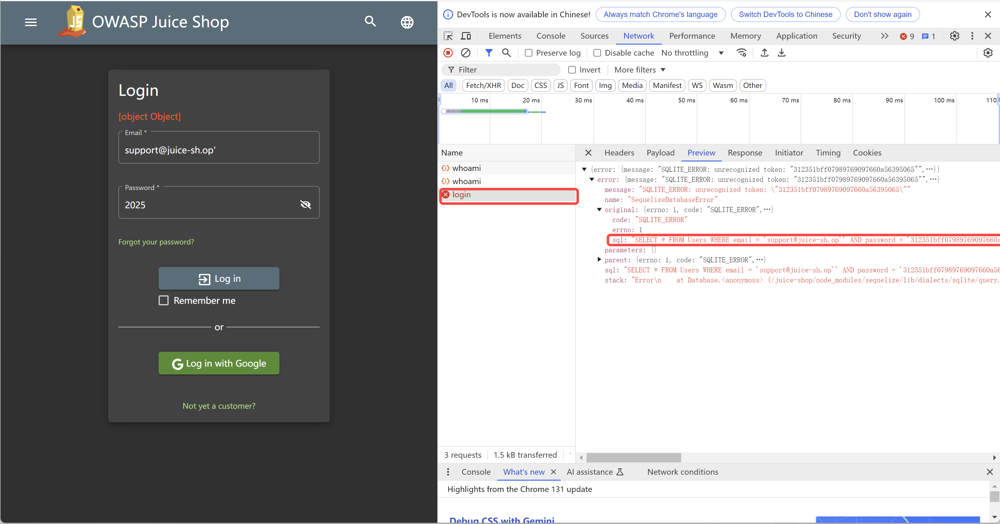 OWASP Juice Shop
Login
[object Object]
Email *
support@juice-sh.op'
Password *
2025
Forgot your password?
Log in
Remember me
or
G Log in with Google
Not yet a customer?
DevTools is now available in Chinese! Always match Chrome's language Switch DevTools to Chinese Don't show again
Elements Console Sources Network Performance Memory Application Security 9 1
Preserve log Disable cache No throttling
Filter Invert More filters
All Fetch/XHR Doc CSS JS Font Img Media Manifest WS Wasm Other
10 ms 20 ms 30 ms 40 ms 50 ms 60 ms 70 ms 80 ms 90 ms 100 ms 110
Name
whoami
whoami
login
Headers Payload Preview Response Initiator Timing Cookies
{error: {message: "SQLITE_ERROR: unrecognized token: "312351bff07989769097660a56395065"",…}}
error: {message: "SQLITE_ERROR: unrecognized token: "312351bff07989769097660a56395065"",…}
message: "SQLITE_ERROR: unrecognized token: \"312351bff07989769097660a56395065\""
name: "SequelizeDatabaseError"
original: {errno: 1, code: "SQLITE_ERROR",…}
code: "SQLITE_ERROR"
errno: 1
sql: "SELECT * FROM Users WHERE email = 'support@juice-sh.op'' AND password = '312351bff07989769097660a
parameters: {}
parent: {errno: 1, code: "SQLITE_ERROR",…}
sql: "SELECT * FROM Users WHERE email = 'support@juice-sh.op'' AND password = '312351bff07989769097660a56
stack: "Error\n    at Database.<anonymous> (/juice-shop/node_modules/sequelize/lib/dialects/sqlite/query.
3 requests 1.5 kB transferred
Console What's new AI assistance Network conditions
Highlights from the Chrome 131 update
Debug CSS with Gemini